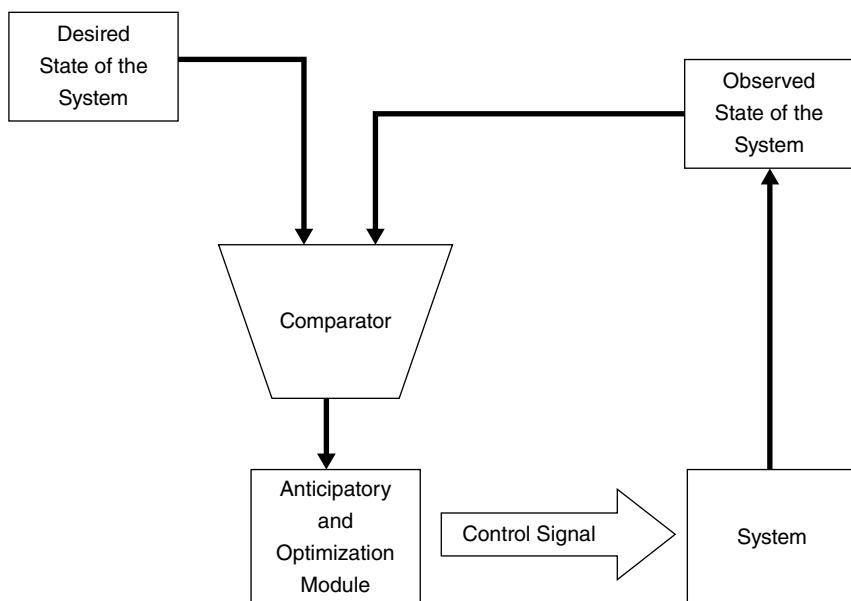 Desired
State of the
System
Observed
State of the
System
Comparator
Anticipatory
and
Optimization
Module
Control Signal
System